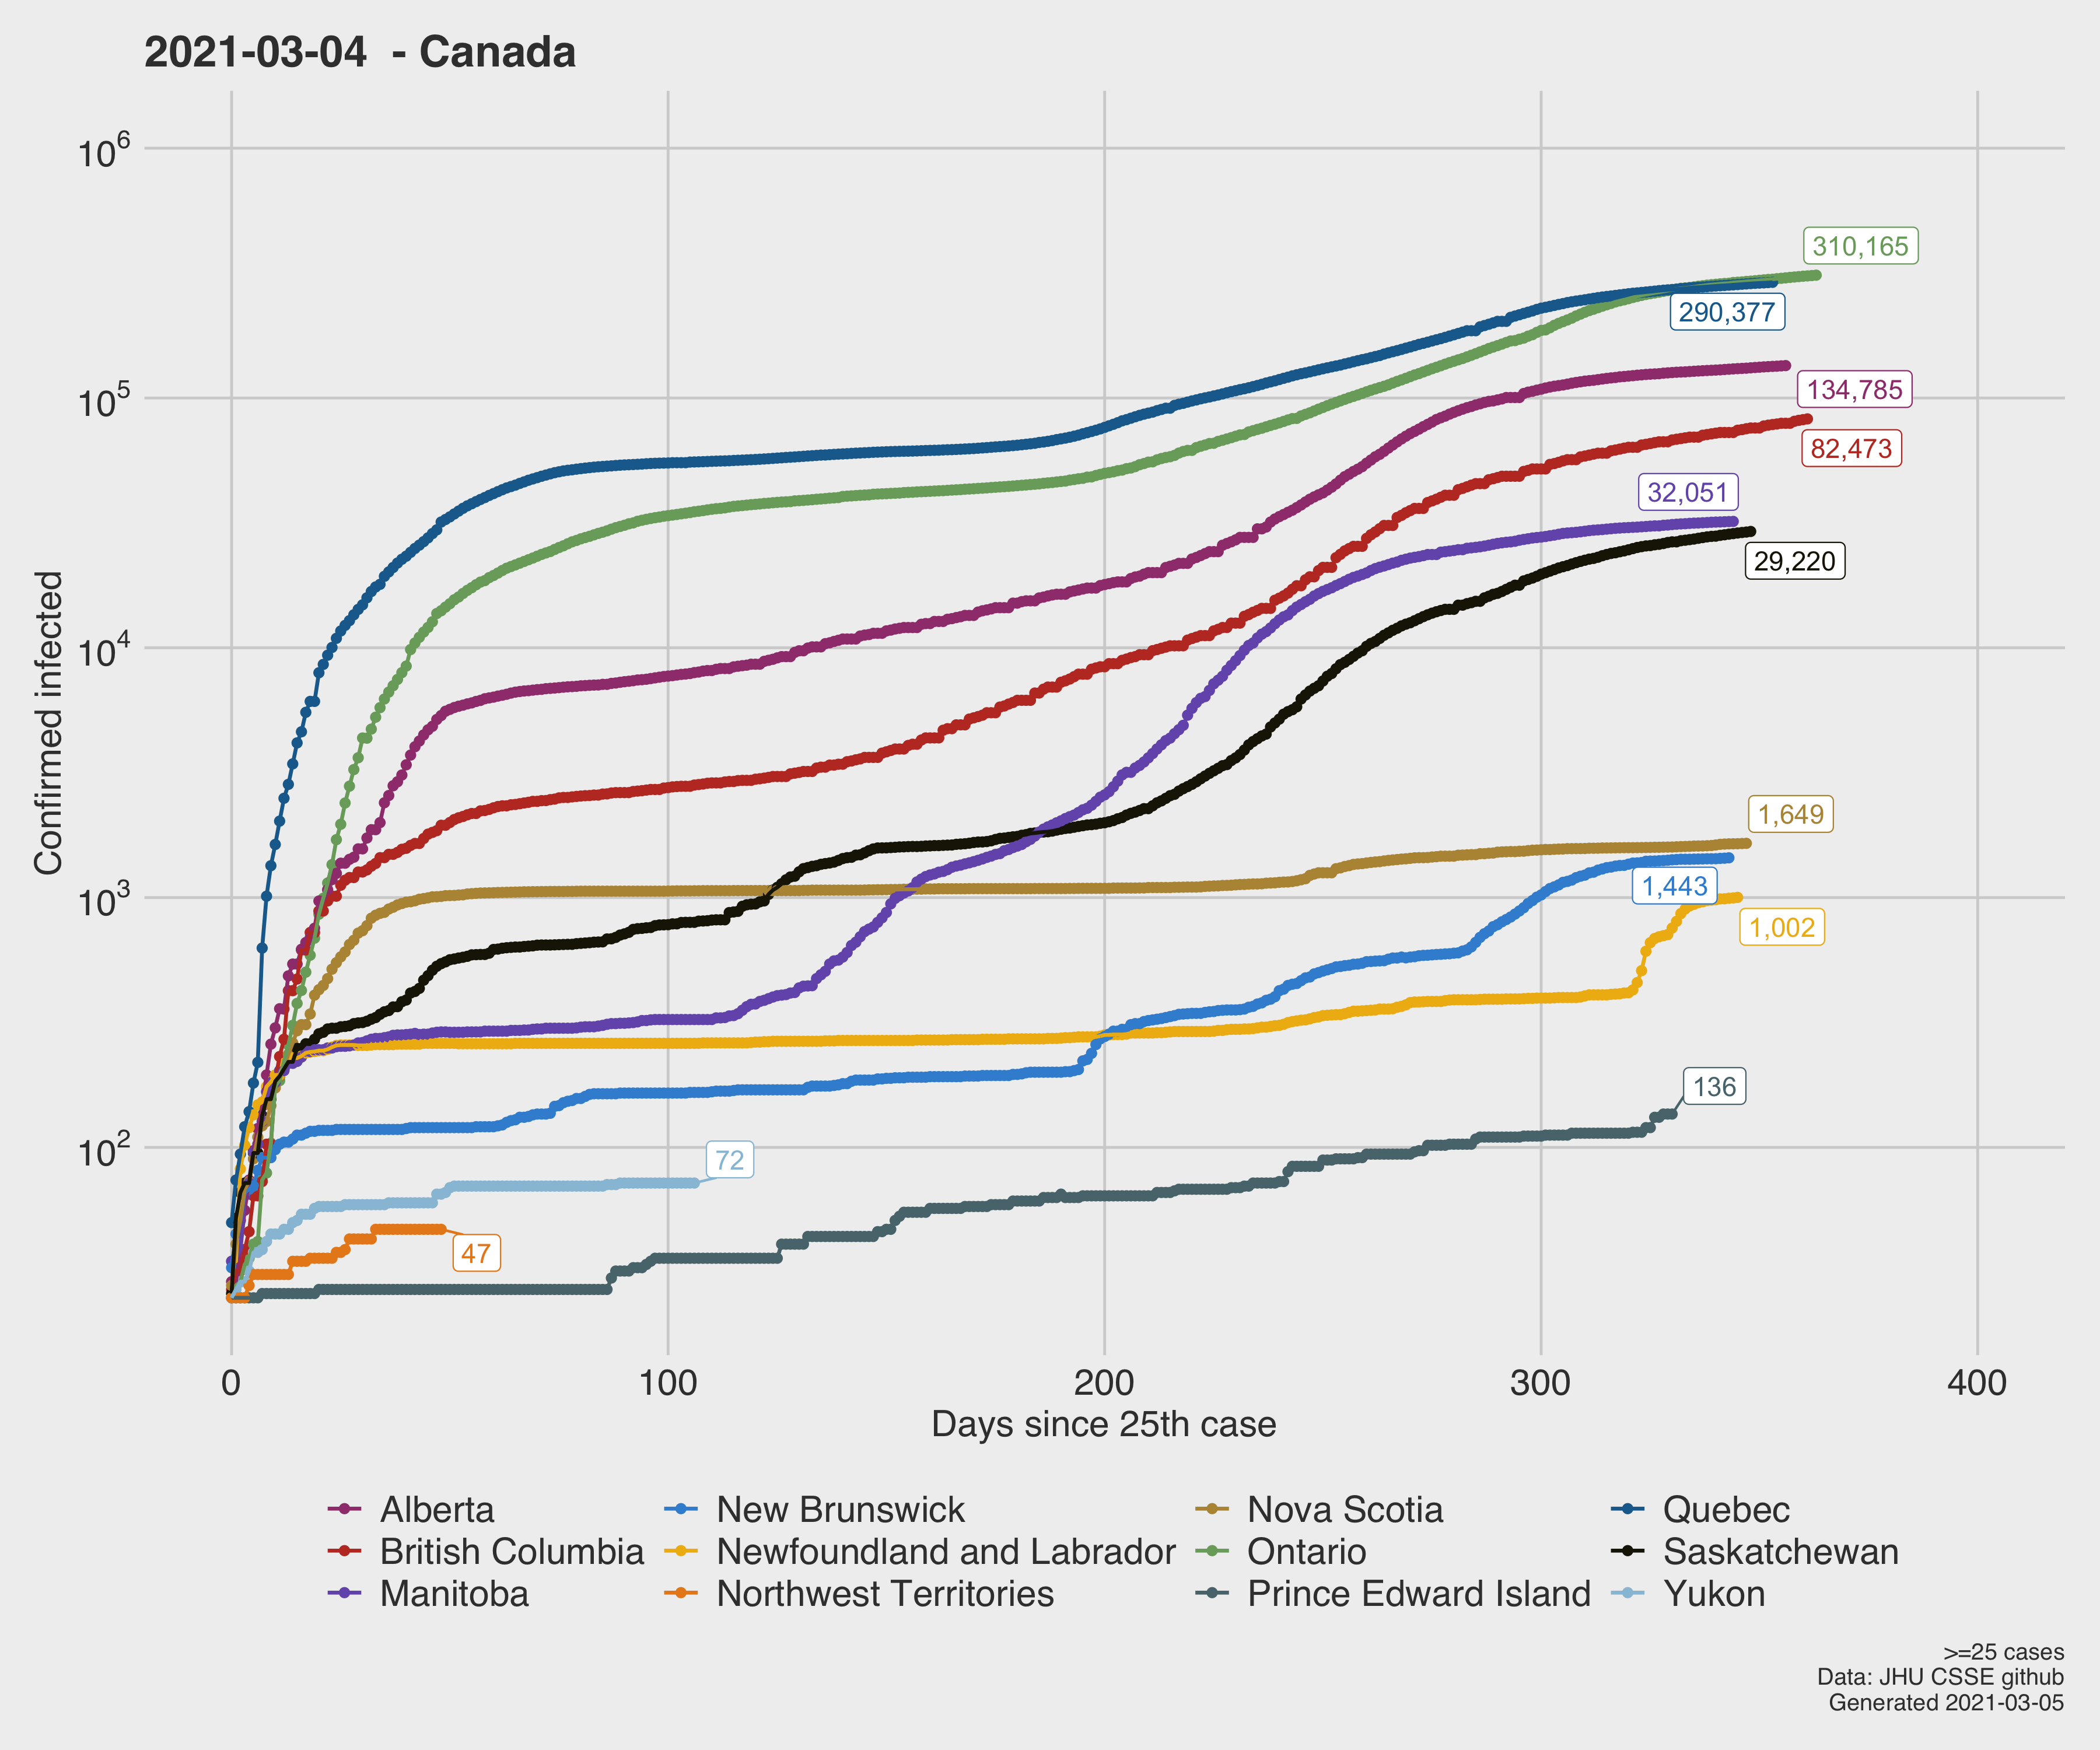 2021-03-04  - Canada
10^6
10^5
10^4
10^3
10^2
Confirmed infected
310,165
290,377
134,785
82,473
32,051
29,220
1,649
1,443
1,002
136
72
47
0 100 200 300 400
Days since 25th case
Alberta New Brunswick Nova Scotia Quebec
British Columbia Newfoundland and Labrador Ontario Saskatchewan
Manitoba Northwest Territories Prince Edward Island Yukon
>=25 cases
Data: JHU CSSE github
Generated 2021-03-05